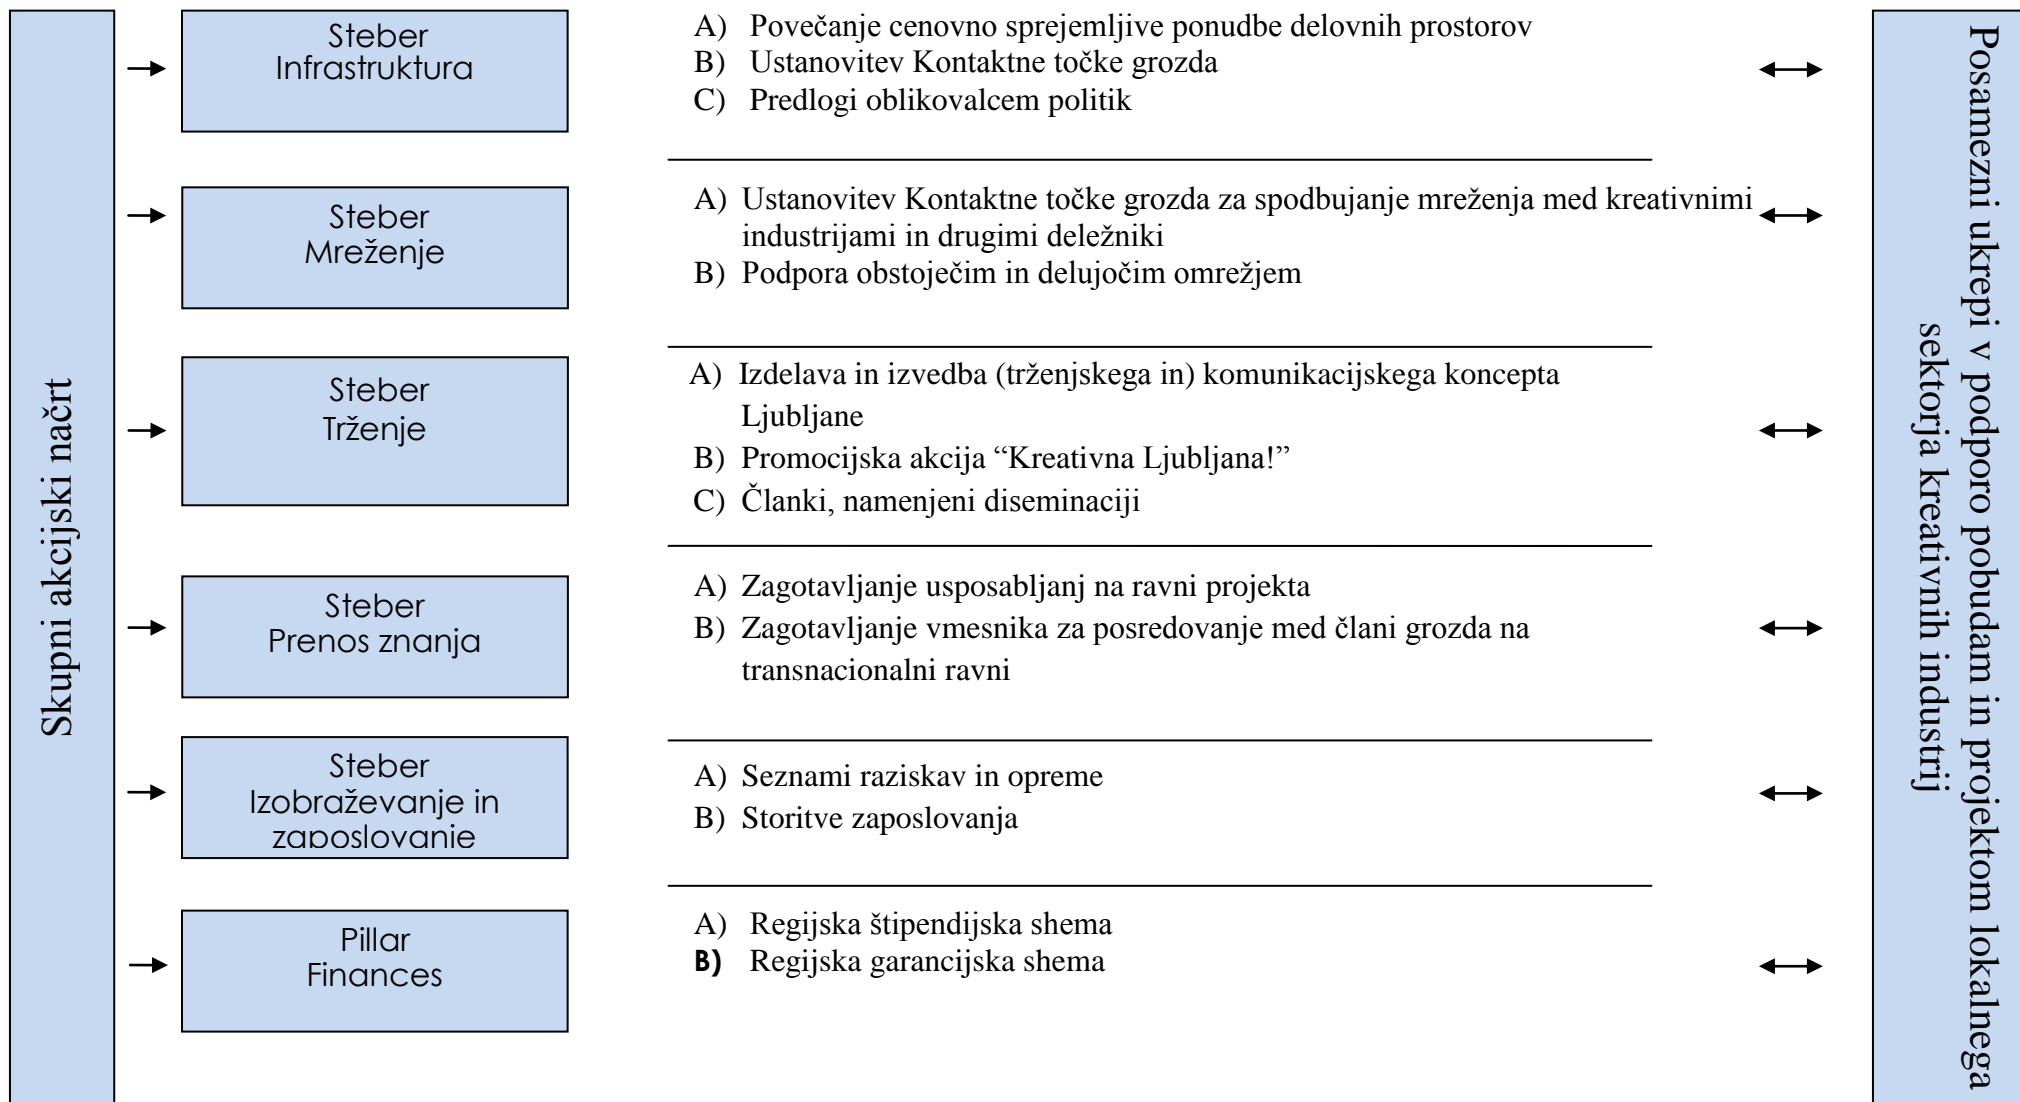 Skupni akcijski načrt
Steber
Infrastruktura
A) Povečanje cenovno sprejemljive ponudbe delovnih prostorov
B) Ustanovitev Kontaktne točke grozda
C) Predlogi oblikovalcem politik
Steber
Mreženje
A) Ustanovitev Kontaktne točke grozda za spodbujanje mreženja med kreativnimi
industrijami in drugimi deležniki
B) Podpora obstoječim in delujočim omrežjem
Steber
Trženje
A) Izdelava in izvedba (trženjskega in) komunikacijskega koncepta
Ljubljane
B) Promocijska akcija “Kreativna Ljubljana!”
C) Članki, namenjeni diseminaciji
Steber
Prenos znanja
A) Zagotavljanje usposabljanj na ravni projekta
B) Zagotavljanje vmesnika za posredovanje med člani grozda na
transnacionalni ravni
Steber
Izobraževanje in
zaposlovanje
A) Seznami raziskav in opreme
B) Storitve zaposlovanja
Pillar
Finances
A) Regijska štipendijska shema
B) Regijska garancijska shema
Posamezni ukrepi v podporo pobudam in projektom lokalnega
sektorja kreativnih industrij